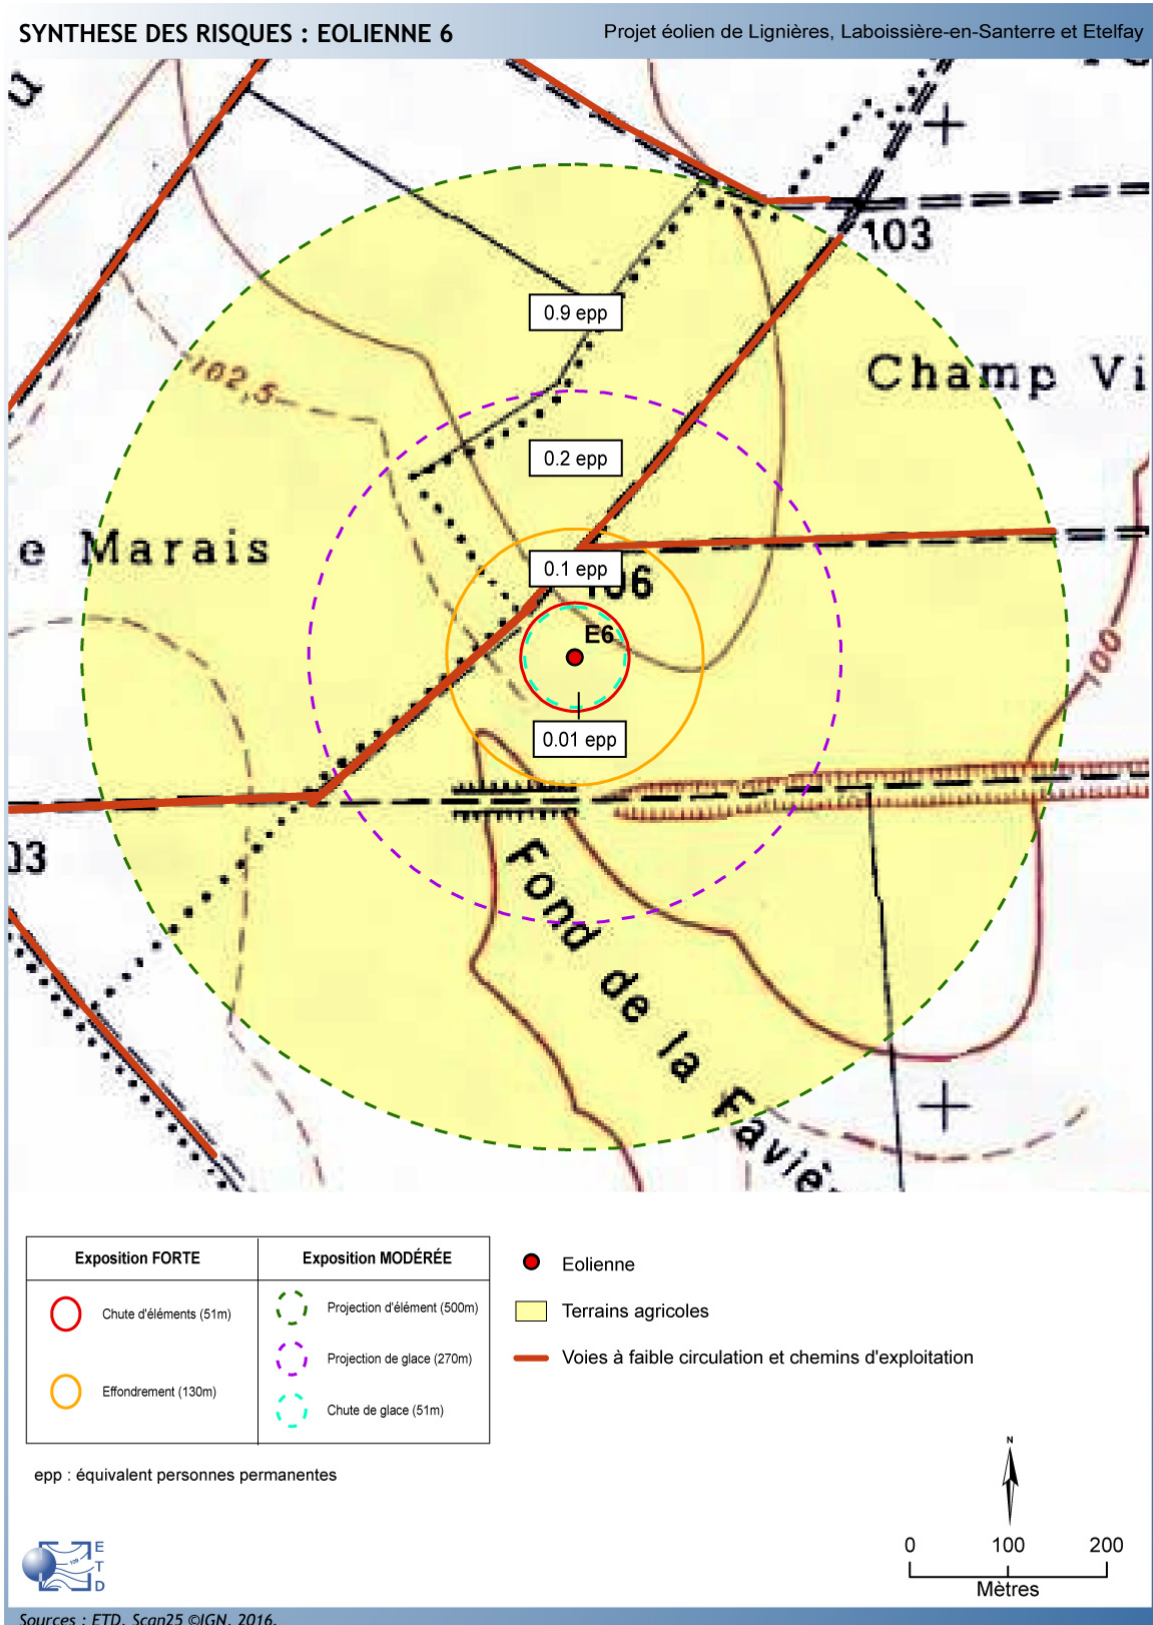 SYNTHESE DES RISQUES : EOLIENNE 6
Projet éolien de Lignières, Laboissière-en-Santerre et Etelfay
103
0.9 epp
Champ Vi
102,5
0.2 epp
e Marais
0.1 epp
106
E6
100
0.01 epp
03
Fond de la Faviè
Exposition FORTE
Exposition MODÉRÉE
Chute d'éléments (51m)
Effondrement (130m)
Projection d'élément (500m)
Projection de glace (270m)
Chute de glace (51m)
Eolienne
Terrains agricoles
Voies à faible circulation et chemins d'exploitation
epp : équivalent personnes permanentes
N
0 100 200
Mètres
E
T
D
Sources : ETD, Scan25 ©IGN, 2016.